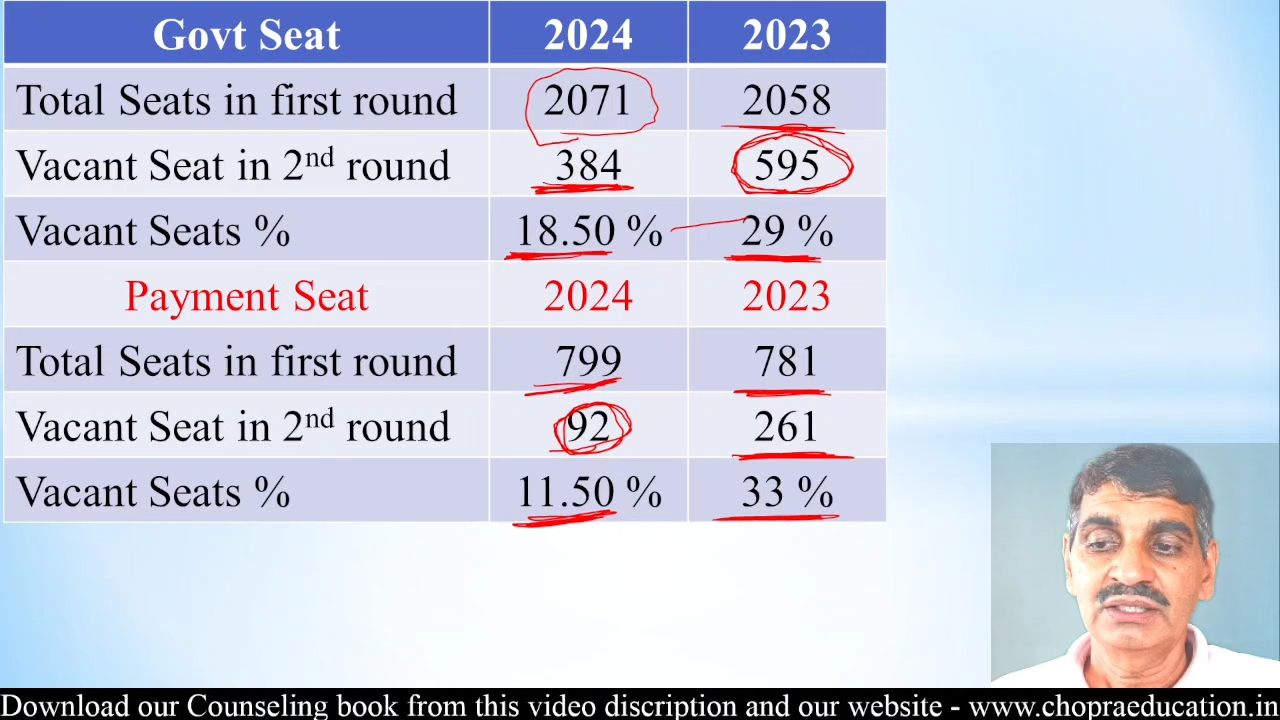 Govt Seat 2024 2023
Total Seats in first round 2071 2058
Vacant Seat in 2nd round 384 595
Vacant Seats % 18.50 % 29 %
Payment Seat 2024 2023
Total Seats in first round 799 781
Vacant Seat in 2nd round 92 261
Vacant Seats % 11.50 % 33 %
Download our Counseling book from this video discription and our website - www.chopraeducation.in